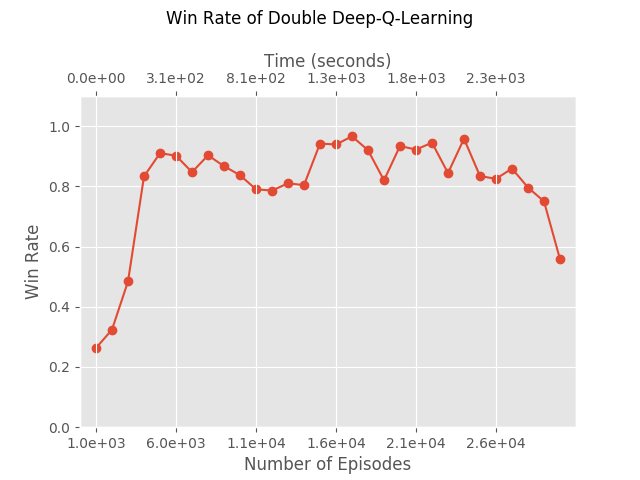 Win Rate of Double Deep-Q-Learning
Time (seconds)
0.0e+00 3.1e+02 8.1e+02 1.3e+03 1.8e+03 2.3e+03
1.0
0.8
0.6
0.4
0.2
0.0
Win Rate
1.0e+03 6.0e+03 1.1e+04 1.6e+04 2.1e+04 2.6e+04
Number of Episodes